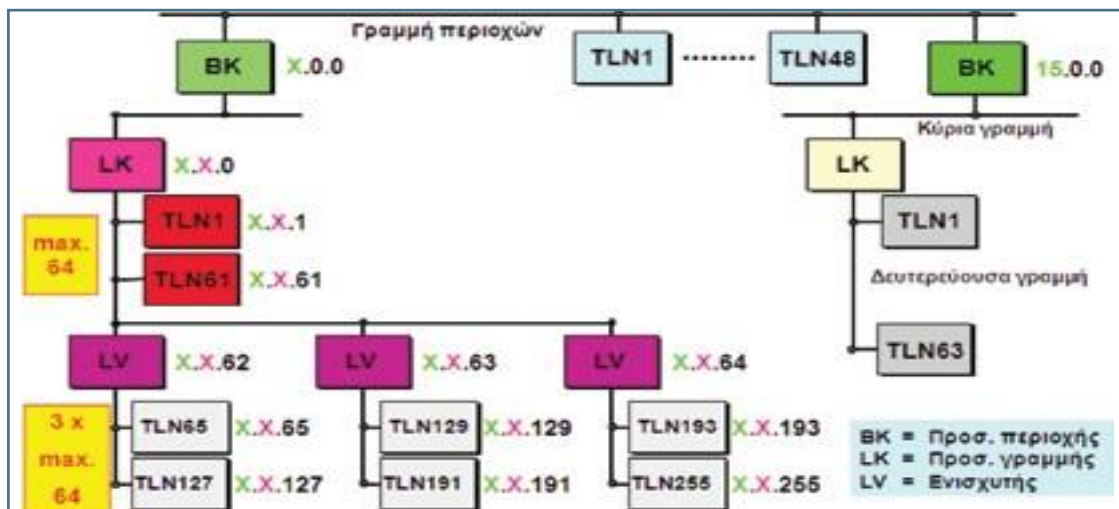 Γραμμή περιοχών
BK X.0.0
TLN1 ........ TLN48
BK 15.0.0
Κύρια γραμμή
LK X.X.0
LK
TLN1 X.X.1
TLN1
max. 64
TLN61 X.X.61
Δευτερεύουσα γραμμή
TLN63
LV X.X.62
LV X.X.63
LV X.X.64
3 x max. 64
TLN65 X.X.65
TLN129 X.X.129
TLN193 X.X.193
TLN127 X.X.127
TLN191 X.X.191
TLN255 X.X.255
BK = Προσ. περιοχής
LK = Προσ. γραμμής
LV = Ενισχυτής